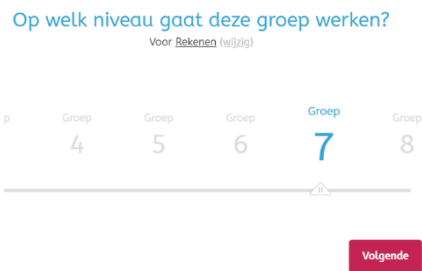 Op welk niveau gaat deze groep werken?
Voor Rekenen (wijzig)
p Groep Groep Groep Groep Groep
4 5 6 7 8
Volgende